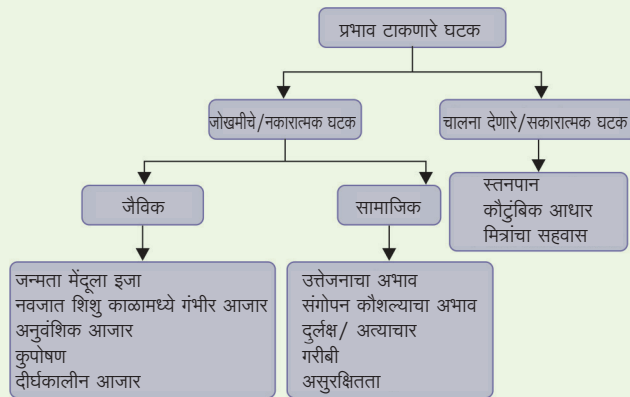 प्रभाव टाकणारे घटक
जोखमीचे/नकारात्मक घटक
चालना देणारे/सकारात्मक घटक
स्तनपान
कौटुंबिक आधार
मित्रांचा सहवास
जैविक
सामाजिक
जन्मता मेंदूला इजा
नवजात शिशु काळामध्ये गंभीर आजार
अनुवंशिक आजार
कुपोषण
दीर्घकालीन आजार
उत्तेजनाचा अभाव
संगोपन कौशल्याचा अभाव
दुर्लक्ष/ अत्याचार
गरीबी
असुरक्षितता